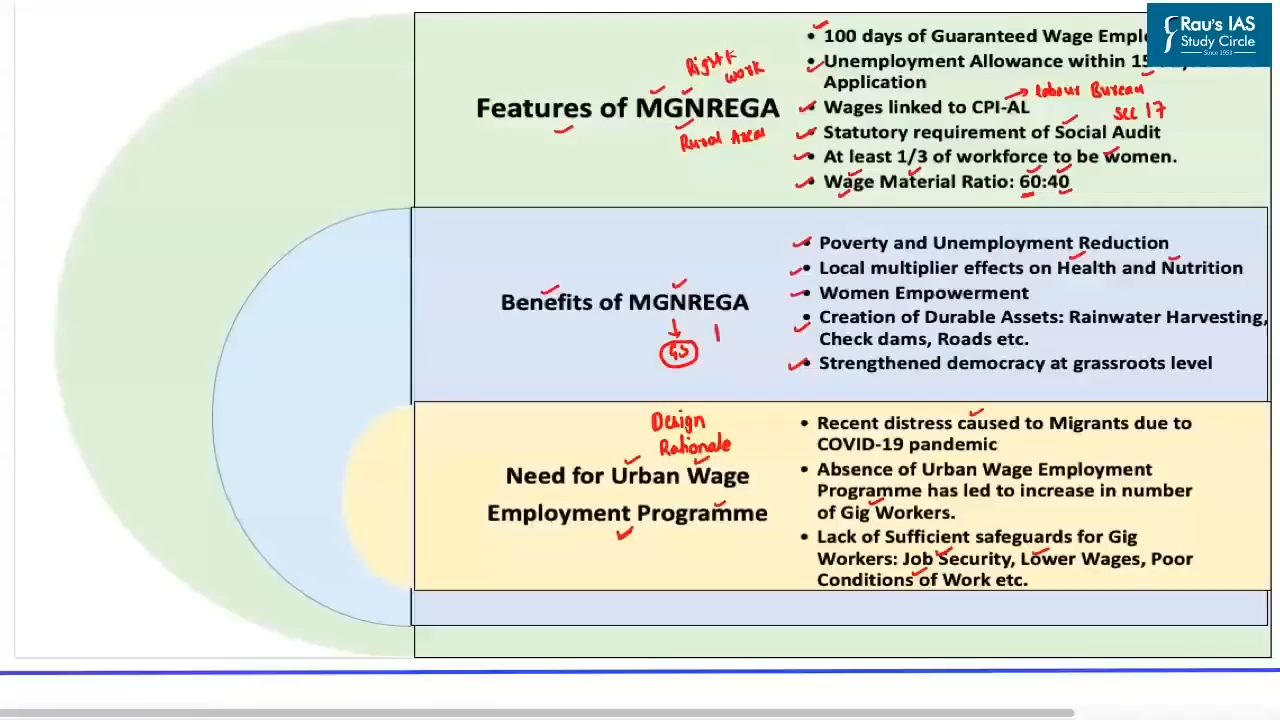 Rau's IAS
Study Circle
Since 1953
Right
work
Features of MGNREGA
Rural Area
• 100 days of Guaranteed Wage Empl
• Unemployment Allowance within 15
Application
• Wages linked to CPI-AL
→ Labour Bureau
Sec 17
• Statutory requirement of Social Audit
• At least 1/3 of workforce to be women.
• Wage Material Ratio: 60:40
Benefits of MGNREGA
GS 1
• Poverty and Unemployment Reduction
• Local multiplier effects on Health and Nutrition
• Women Empowerment
• Creation of Durable Assets: Rainwater Harvesting,
Check dams, Roads etc.
• Strengthened democracy at grassroots level
Design
Rationale
Need for Urban Wage
Employment Programme
• Recent distress caused to Migrants due to
COVID-19 pandemic
• Absence of Urban Wage Employment
Programme has led to increase in number
of Gig Workers.
• Lack of Sufficient safeguards for Gig
Workers: Job Security, Lower Wages, Poor
Conditions of Work etc.